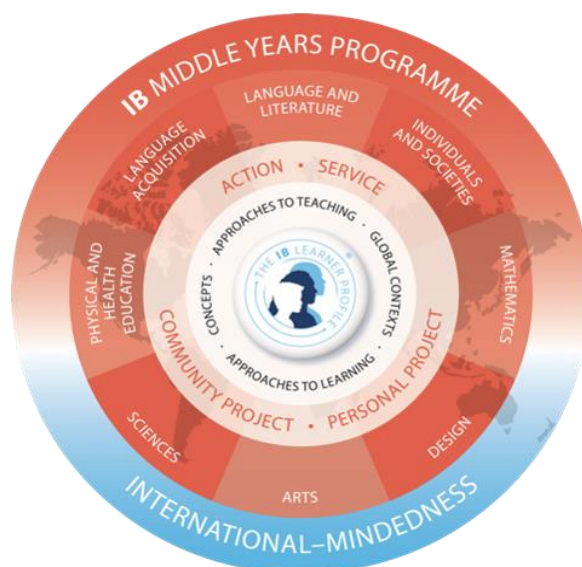 IB MIDDLE YEARS PROGRAMME
LANGUAGE AND
LITERATURE
INDIVIDUALS
AND SOCIETIES
MATHEMATICS
DESIGN
ARTS
SCIENCES
PHYSICAL AND
HEALTH
EDUCATION
LANGUAGE
ACQUISITION
ACTION • SERVICE
COMMUNITY PROJECT • PERSONAL PROJECT
APPROACHES TO TEACHING · GLOBAL CONTEXTS
CONCEPTS · APPROACHES TO LEARNING ·
THE IB LEARNER PROFILE
®
INTERNATIONAL–MINDEDNESS